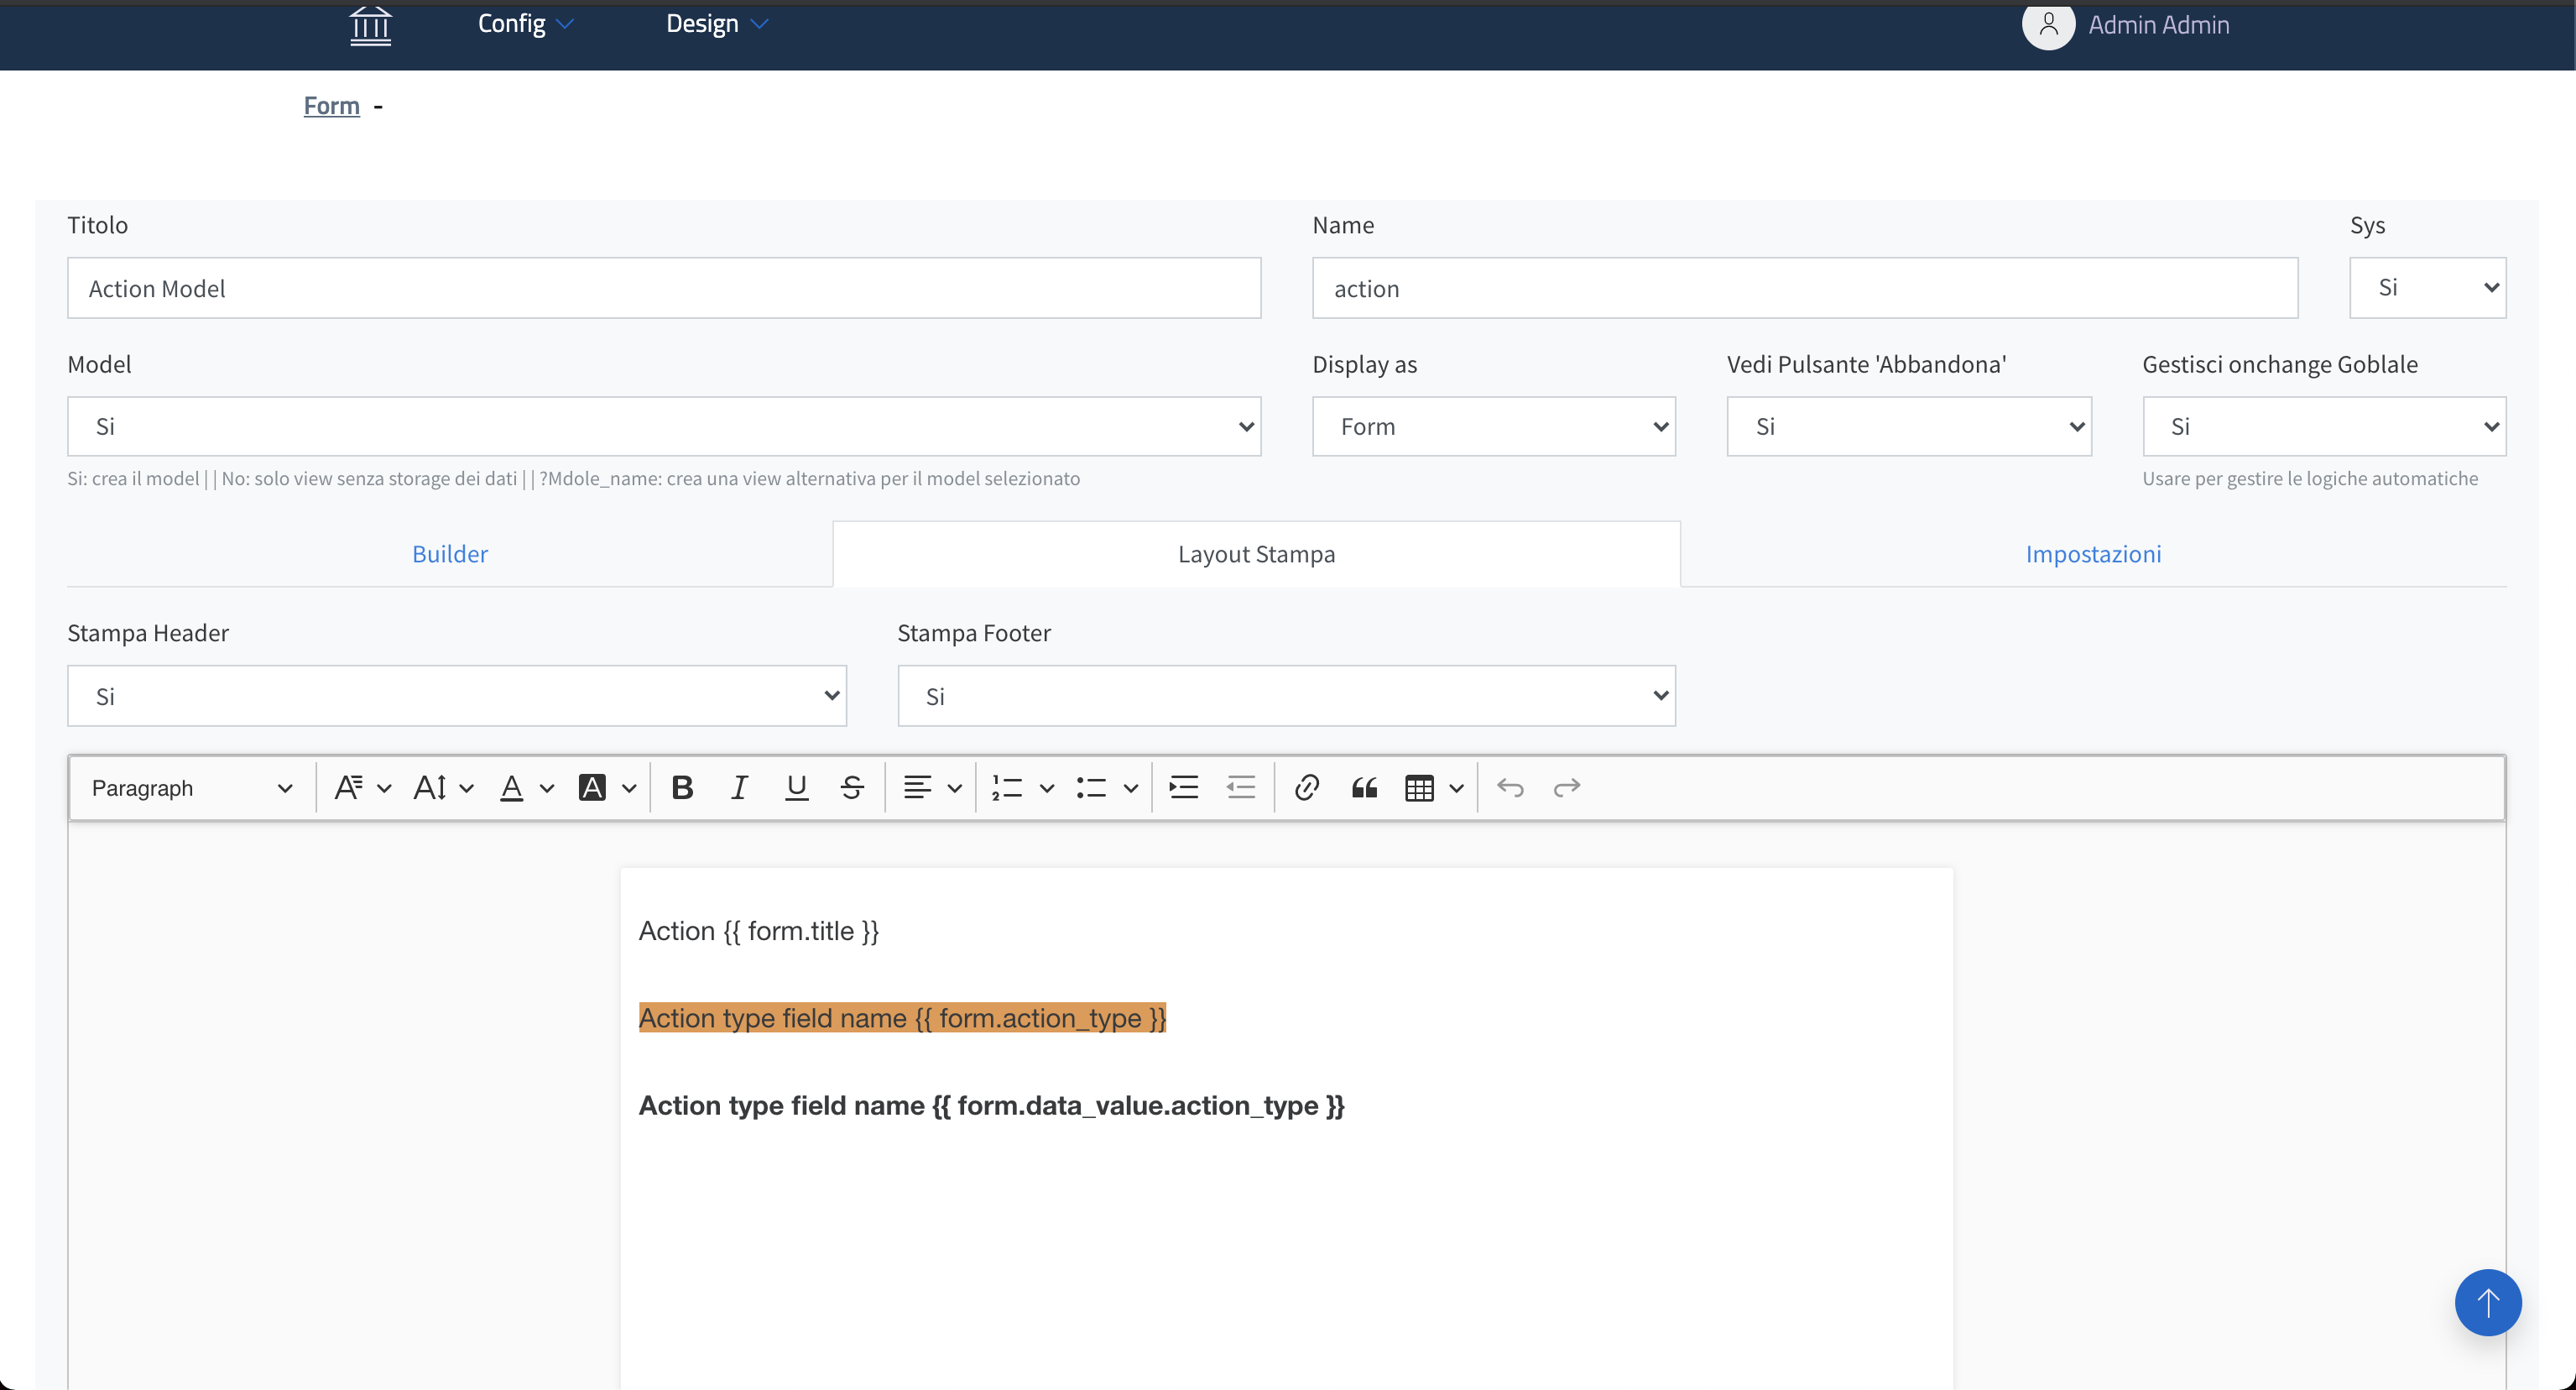 Config
Design
Admin Admin
Form -
Titolo
Name
Sys
Action Model
action
Si
Model
Display as
Vedi Pulsante 'Abbandona'
Gestisci onchange Goblale
Si
Form
Si
Si
Si: crea il model || No: solo view senza storage dei dati || ?Mdole_name: crea una view alternativa per il model selezionato
Usare per gestire le logiche automatiche
Builder
Layout Stampa
Impostazioni
Stampa Header
Stampa Footer
Si
Si
Paragraph
Action {{ form.title }}
Action type field name {{ form.action_type }}
Action type field name {{ form.data_value.action_type }}